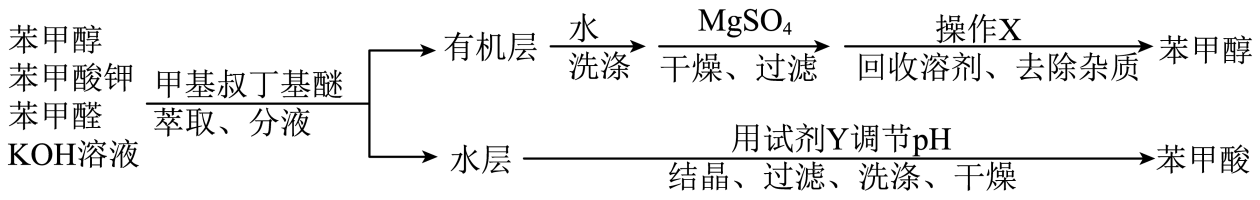 苯甲醇
苯甲酸钾
苯甲醛
KOH溶液
甲基叔丁基醚
萃取、分液
有机层
水
洗涤
MgSO₄
干燥、过滤
操作X
回收溶剂、去除杂质
苯甲醇
水层
用试剂Y调节pH
结晶、过滤、洗涤、干燥
苯甲酸